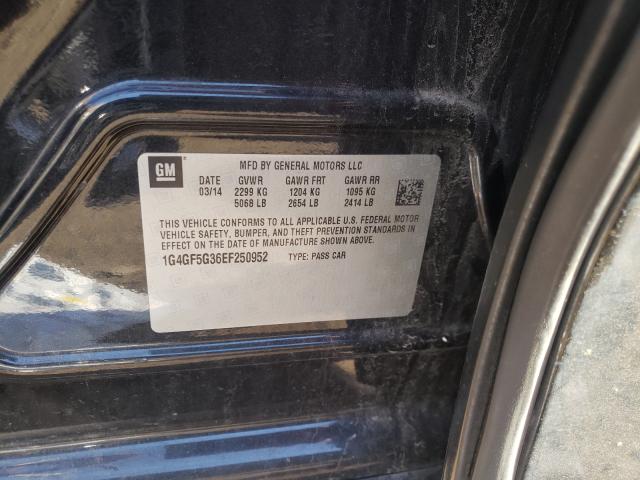 GM
MFD BY GENERAL MOTORS LLC
DATE GVWR GAWR FRT GAWR RR
03/14 2299 KG 1204 KG 1095 KG
5068 LB 2654 LB 2414 LB
THIS VEHICLE CONFORMS TO ALL APPLICABLE U.S. FEDERAL MOTOR
VEHICLE SAFETY, BUMPER, AND THEFT PREVENTION STANDARDS IN
EFFECT ON THE DATE OF MANUFACTURE SHOWN ABOVE.
1G4GF5G36EF250952 TYPE: PASS CAR